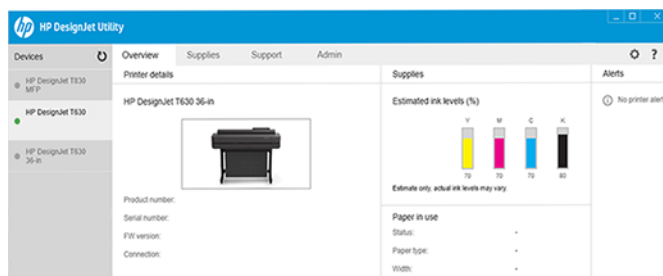 hp HP DesignJet Utility
Devices
HP DesignJet T830
MFP
HP DesignJet T630
HP DesignJet T630
36-in
Overview Supplies Support Admin ?
Printer details
HP DesignJet T630 36-in
Product number:
Serial number:
FW version:
Connection:
Supplies
Estimated ink levels (%)
Y M C K
70 70 70 80
Estimate only, actual ink levels may vary.
Paper in use
Status: -
Paper type: -
Width: -
Alerts
No printer alert